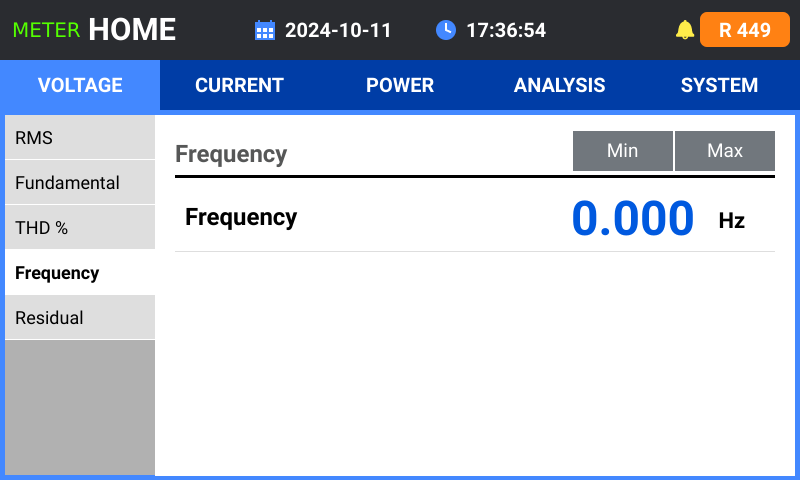 METER HOME 2024-10-11 17:36:54 R 449
VOLTAGE CURRENT POWER ANALYSIS SYSTEM
RMS
Fundamental
THD %
Frequency
Residual
Frequency Min Max
Frequency 0.000 Hz